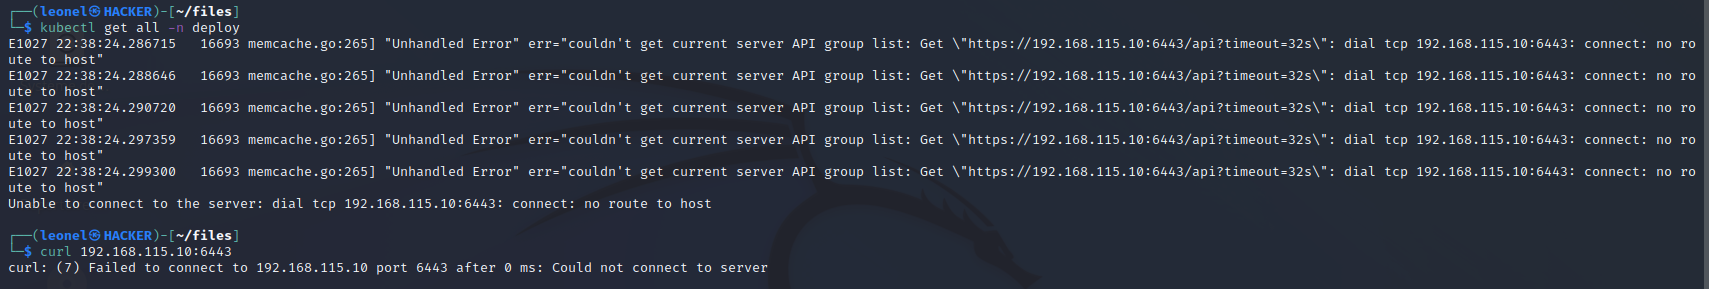 ┌──(leonel㉿HACKER)-[~/files]
└─$ kubectl get all -n deploy
E1027 22:38:24.286715   16693 memcache.go:265] "Unhandled Error" err="couldn't get current server API group list: Get \"https://192.168.115.10:6443/api?timeout=32s\": dial tcp 192.168.115.10:6443: connect: no ro
ute to host"
E1027 22:38:24.288646   16693 memcache.go:265] "Unhandled Error" err="couldn't get current server API group list: Get \"https://192.168.115.10:6443/api?timeout=32s\": dial tcp 192.168.115.10:6443: connect: no ro
ute to host"
E1027 22:38:24.290720   16693 memcache.go:265] "Unhandled Error" err="couldn't get current server API group list: Get \"https://192.168.115.10:6443/api?timeout=32s\": dial tcp 192.168.115.10:6443: connect: no ro
ute to host"
E1027 22:38:24.297359   16693 memcache.go:265] "Unhandled Error" err="couldn't get current server API group list: Get \"https://192.168.115.10:6443/api?timeout=32s\": dial tcp 192.168.115.10:6443: connect: no ro
ute to host"
E1027 22:38:24.299300   16693 memcache.go:265] "Unhandled Error" err="couldn't get current server API group list: Get \"https://192.168.115.10:6443/api?timeout=32s\": dial tcp 192.168.115.10:6443: connect: no ro
ute to host"
Unable to connect to the server: dial tcp 192.168.115.10:6443: connect: no route to host
┌──(leonel㉿HACKER)-[~/files]
└─$ curl 192.168.115.10:6443
curl: (7) Failed to connect to 192.168.115.10 port 6443 after 0 ms: Could not connect to server